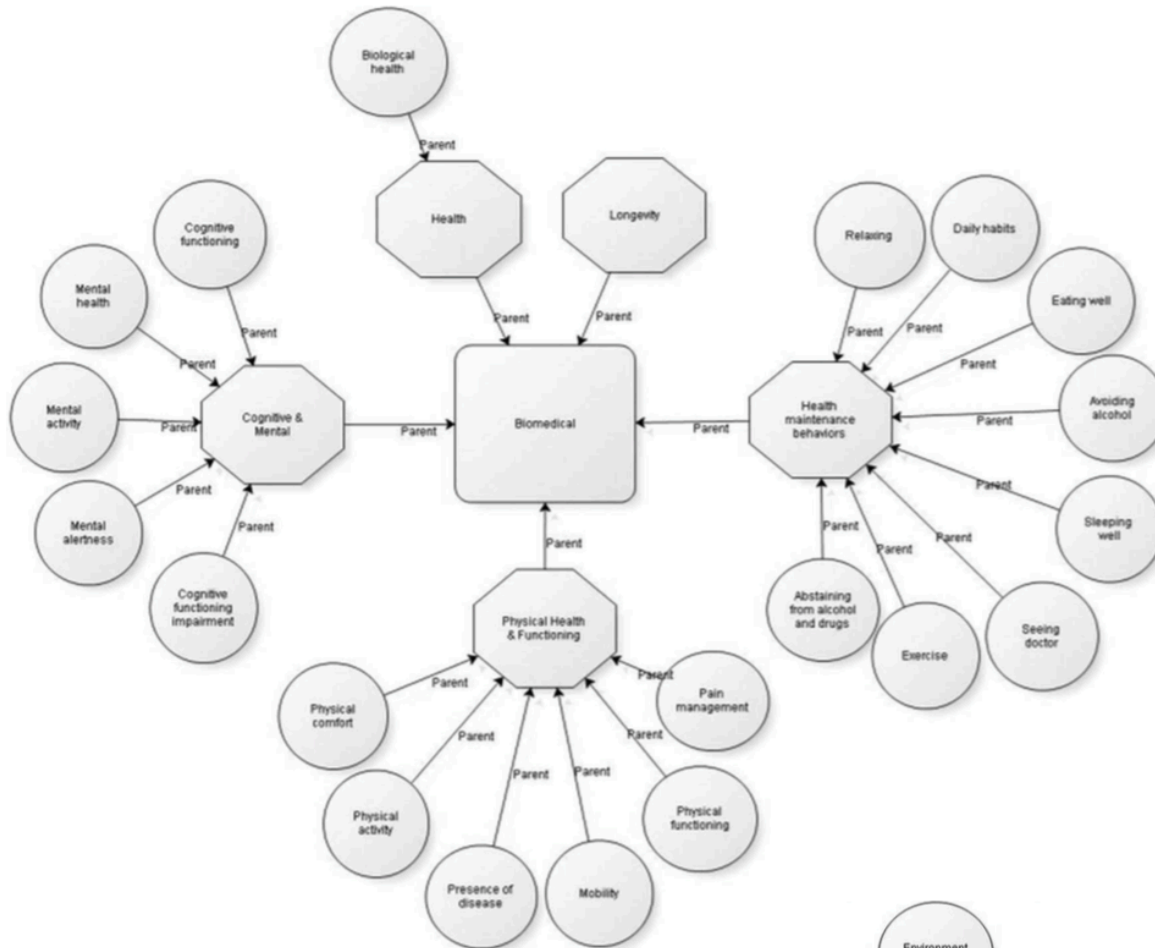 Biological
health
Parent
Health
Longevity
Parent
Parent
Cognitive
functioning
Parent
Mental
health
Parent
Mental
activity
Parent
Mental
alertness
Parent
Cognitive
functioning
impairment
Parent
Cognitive &
Mental
Parent
Biomedical
Parent
Health
maintenance
behaviors
Relaxing
Parent
Daily habits
Parent
Eating well
Parent
Avoiding
alcohol
Parent
Sleeping
well
Parent
Seeing
doctor
Parent
Exercise
Parent
Abstaining
from alcohol
and drugs
Parent
Parent
Physical Health
& Functioning
Physical
comfort
Parent
Physical
activity
Parent
Presence of
disease
Parent
Mobility
Parent
Physical
functioning
Parent
Pain
management
Parent
Environment